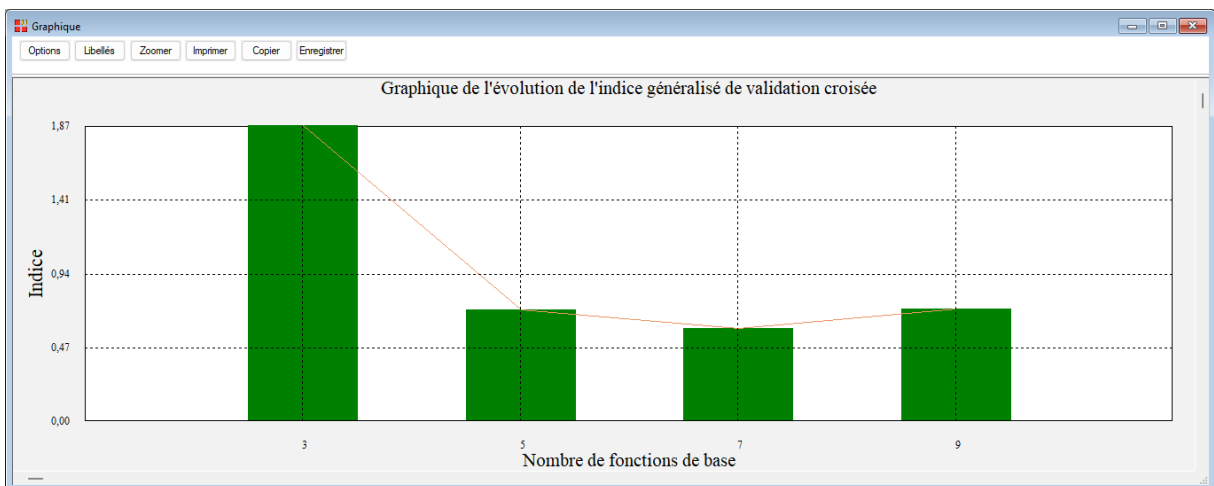 Graphique
Options Libellés Zoomer Imprimer Copier Enregistrer
Graphique de l'évolution de l'indice généralisé de validation croisée
1,87
1,41
0,94
0,47
0,00
Indice
3 5 7 9
Nombre de fonctions de base